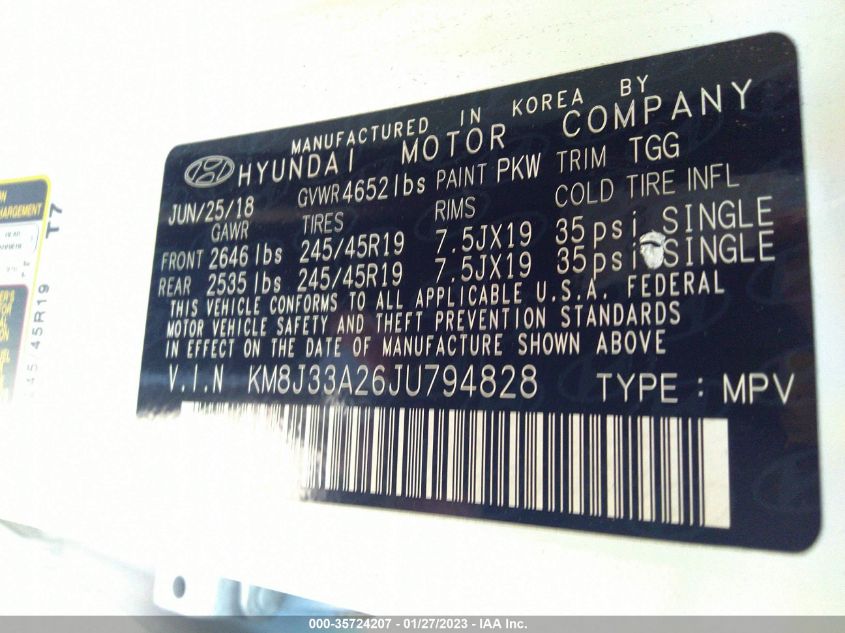 MANUFACTURED IN KOREA BY
HYUNDAI MOTOR COMPANY
JUN/25/18 GVWR 4652 lbs PAINT PKW TRIM TGG
GAWR TIRES RIMS COLD TIRE INFL
FRONT 2646 lbs 245/45R19 7.5JX19 35 psi, SINGLE
REAR 2535 lbs 245/45R19 7.5JX19 35 psi, SINGLE
THIS VEHICLE CONFORMS TO ALL APPLICABLE U.S.A. FEDERAL
MOTOR VEHICLE SAFETY AND THEFT PREVENTION STANDARDS
IN EFFECT ON THE DATE OF MANUFACTURE SHOWN ABOVE
V.I.N KM8J33A26JU794828 TYPE : MPV
T7
45/45R19
000-35724207 - 01/27/2023 - IAA Inc.